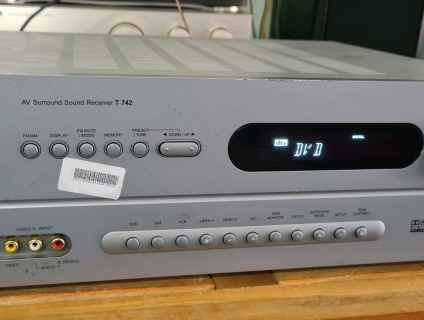 AV Surround Sound Receiver T 742
FM/AM DISPLAY FM MUTE /MODE MEMORY PRESET /TUNE ◄ DOWN / UP ►
DVD
VIDEO INPUT
DVD SAT VCR VIDEO 4 VIDEO 5 CD TAPE MONITOR EXT 5.1 SURROUND MODE SET UP TONE CONTROLS
VIDEO AUDIO